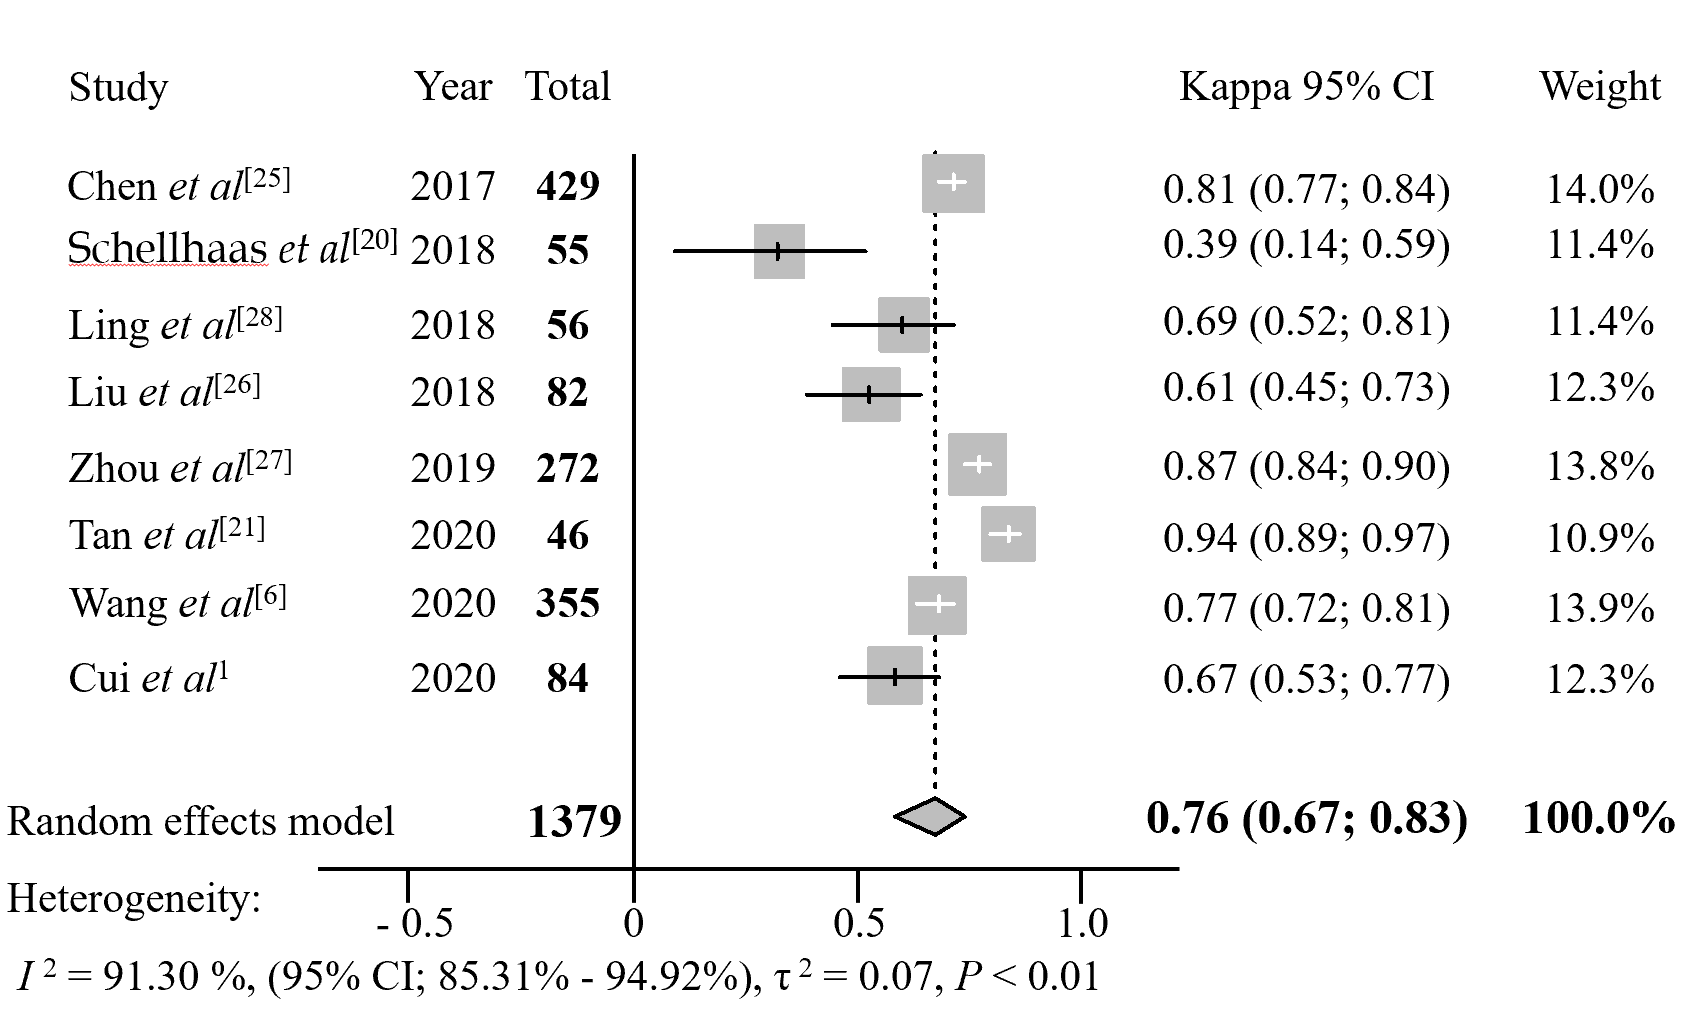 Study Year Total Kappa 95% CI Weight
Chen et al[25] 2017 429 0.81 (0.77; 0.84) 14.0%
Schellhaas et al[20] 2018 55 0.39 (0.14; 0.59) 11.4%
Ling et al[28] 2018 56 0.69 (0.52; 0.81) 11.4%
Liu et al[26] 2018 82 0.61 (0.45; 0.73) 12.3%
Zhou et al[27] 2019 272 0.87 (0.84; 0.90) 13.8%
Tan et al[21] 2020 46 0.94 (0.89; 0.97) 10.9%
Wang et al[6] 2020 355 0.77 (0.72; 0.81) 13.9%
Cui et al1 2020 84 0.67 (0.53; 0.77) 12.3%
Random effects model 1379 0.76 (0.67; 0.83) 100.0%
Heterogeneity:
- 0.5 0 0.5 1.0
I 2 = 91.30 %, (95% CI; 85.31% - 94.92%), τ 2 = 0.07, P < 0.01